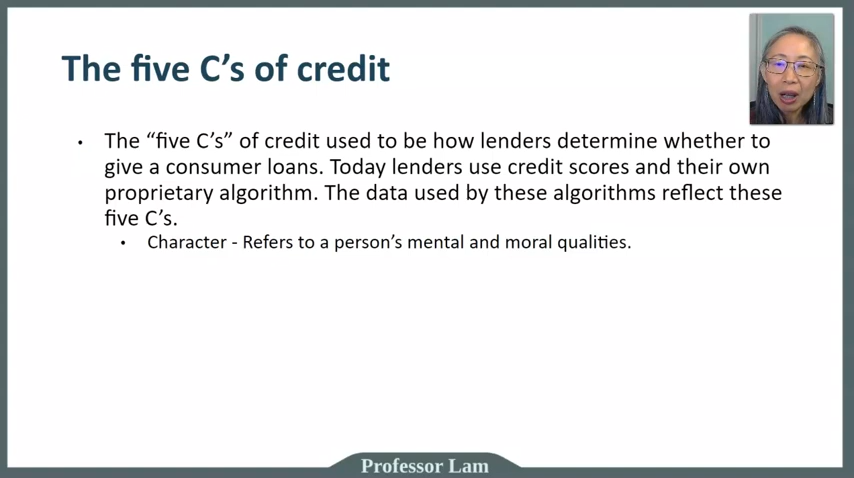 The five C’s of credit
• The “five C’s” of credit used to be how lenders determine whether to
give a consumer loans. Today lenders use credit scores and their own
proprietary algorithm. The data used by these algorithms reflect these
five C’s.
• Character - Refers to a person’s mental and moral qualities.
Professor Lam